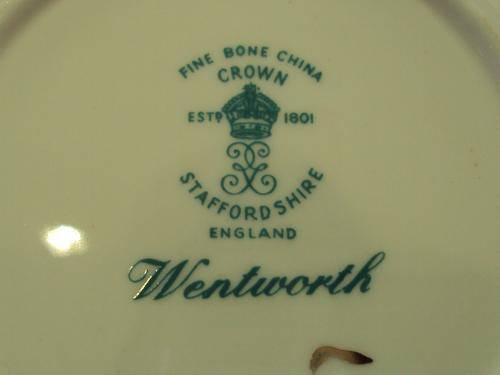 FINE BONE CHINA
CROWN
ESTD 1801
STAFFORDSHIRE
ENGLAND
Wentworth